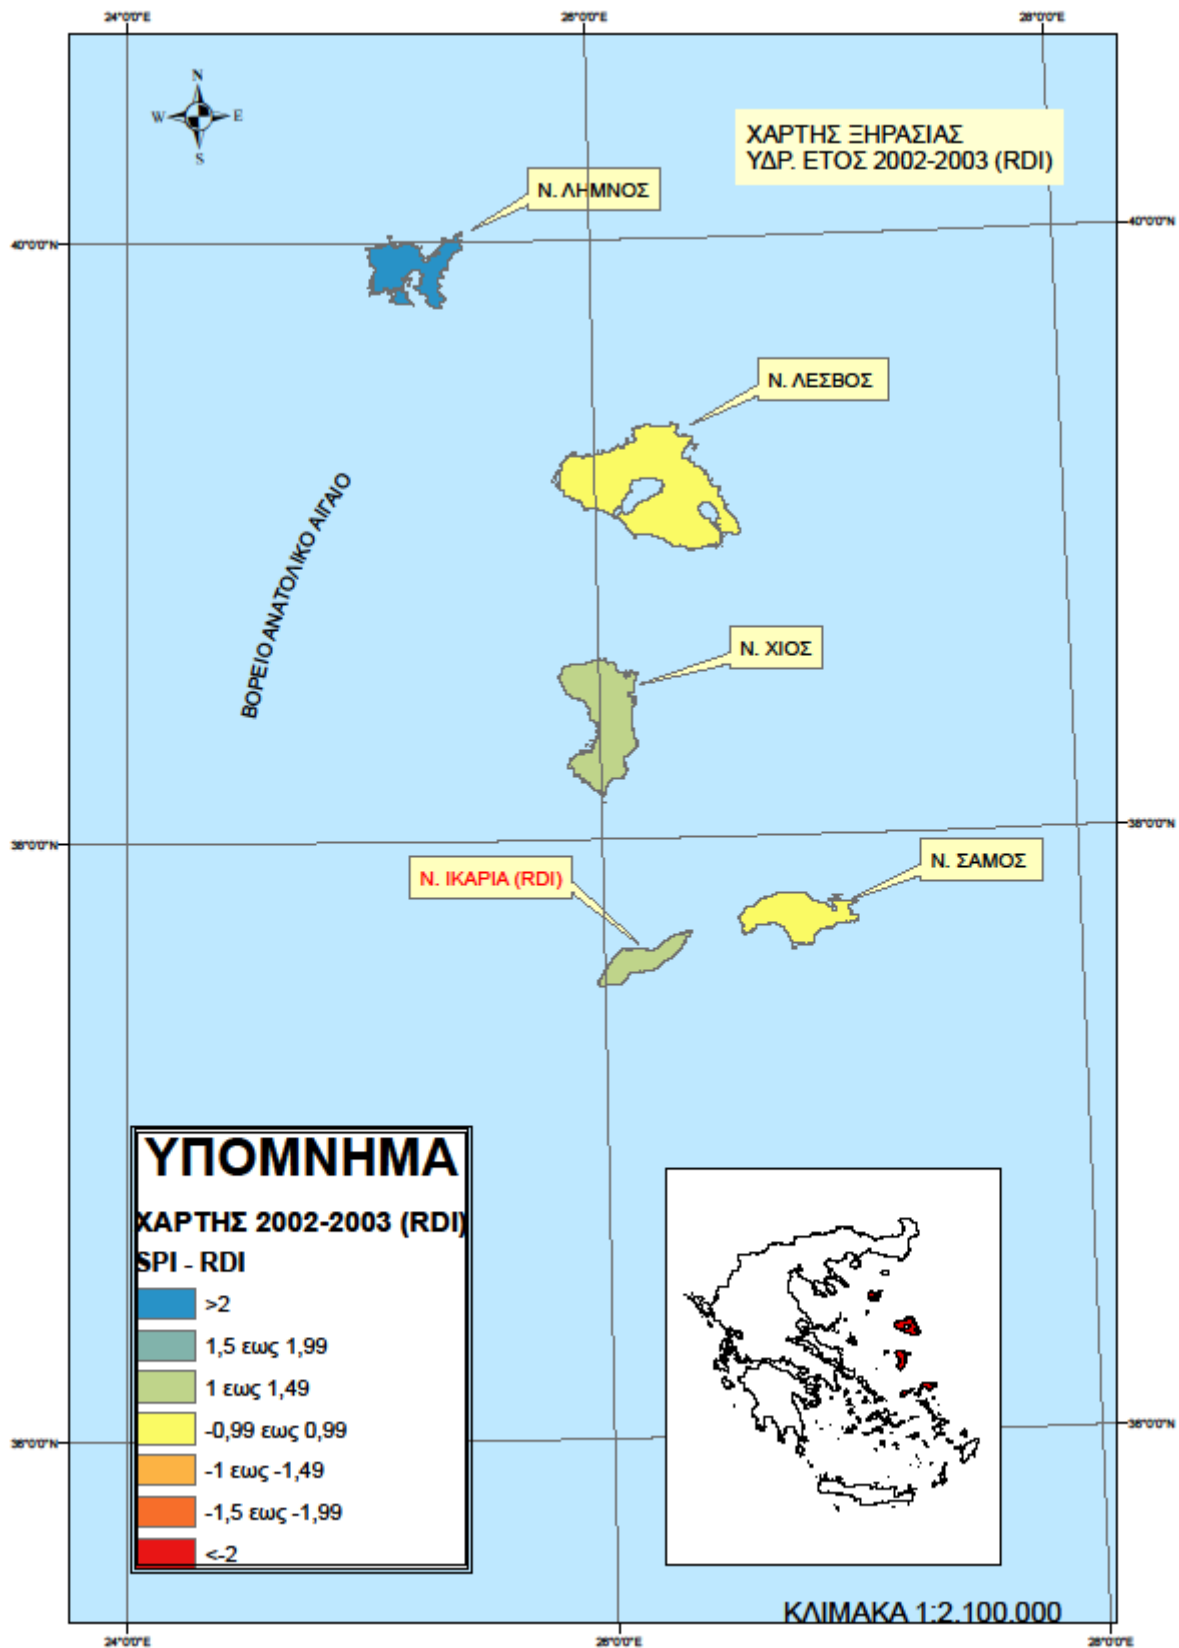 24°0'0"E
26°0'0"E
28°0'0"E
N
W
E
S
ΧΑΡΤΗΣ ΞΗΡΑΣΙΑΣ
ΥΔΡ. ΕΤΟΣ 2002-2003 (RDI)
Ν. ΛΗΜΝΟΣ
40°0'0"N
40°0'0"N
Ν. ΛΕΣΒΟΣ
ΒΟΡΕΙΟ ΑΝΑΤΟΛΙΚΟ ΑΙΓΑΙΟ
Ν. ΧΙΟΣ
38°0'0"N
38°0'0"N
Ν. ΙΚΑΡΙΑ (RDI)
Ν. ΣΑΜΟΣ
ΥΠΟΜΝΗΜΑ
ΧΑΡΤΗΣ 2002-2003 (RDI)
SPI - RDI
>2
1,5 εως 1,99
1 εως 1,49
-0,99 εως 0,99
-1 εως -1,49
-1,5 εως -1,99
<-2
36°0'0"N
36°0'0"N
ΚΛΙΜΑΚΑ 1:2.100.000
24°0'0"E
26°0'0"E
28°0'0"E